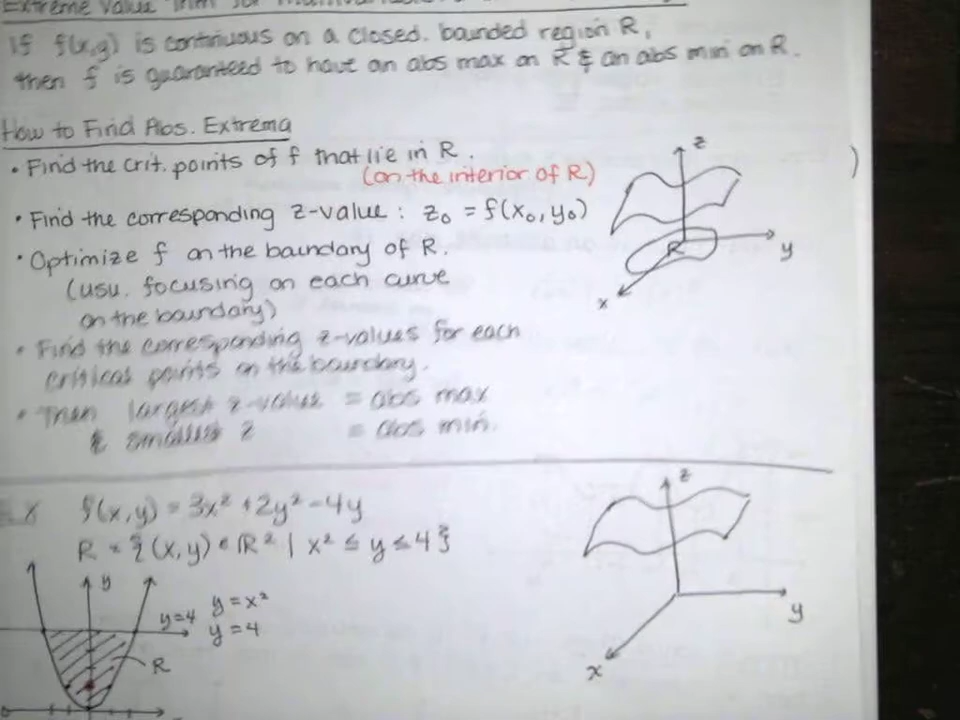 Extreme Value Thm for
If f(x,y) is continuous on a closed, bounded region R,
then f is guaranteed to have an abs max on R & an abs min on R.
How to Find Abs. Extrema
• Find the crit. points of f that lie in R.
(on the interior of R)
• Find the corresponding z-value : z₀ = f(x₀, y₀)
• Optimize f on the boundary of R.
(usu. focusing on each curve
on the boundary)
• Find the corresponding z-values for each
critical points on the boundary.
• Then largest z-value = abs max
& smallest z = abs min.
z
R
y
x
)
EX f(x,y) = 3x² + 2y² - 4y
R = {(x,y) ∈ ℝ² | x² ≤ y ≤ 4}
y
y=4
y = x²
y = 4
R
z
y
x